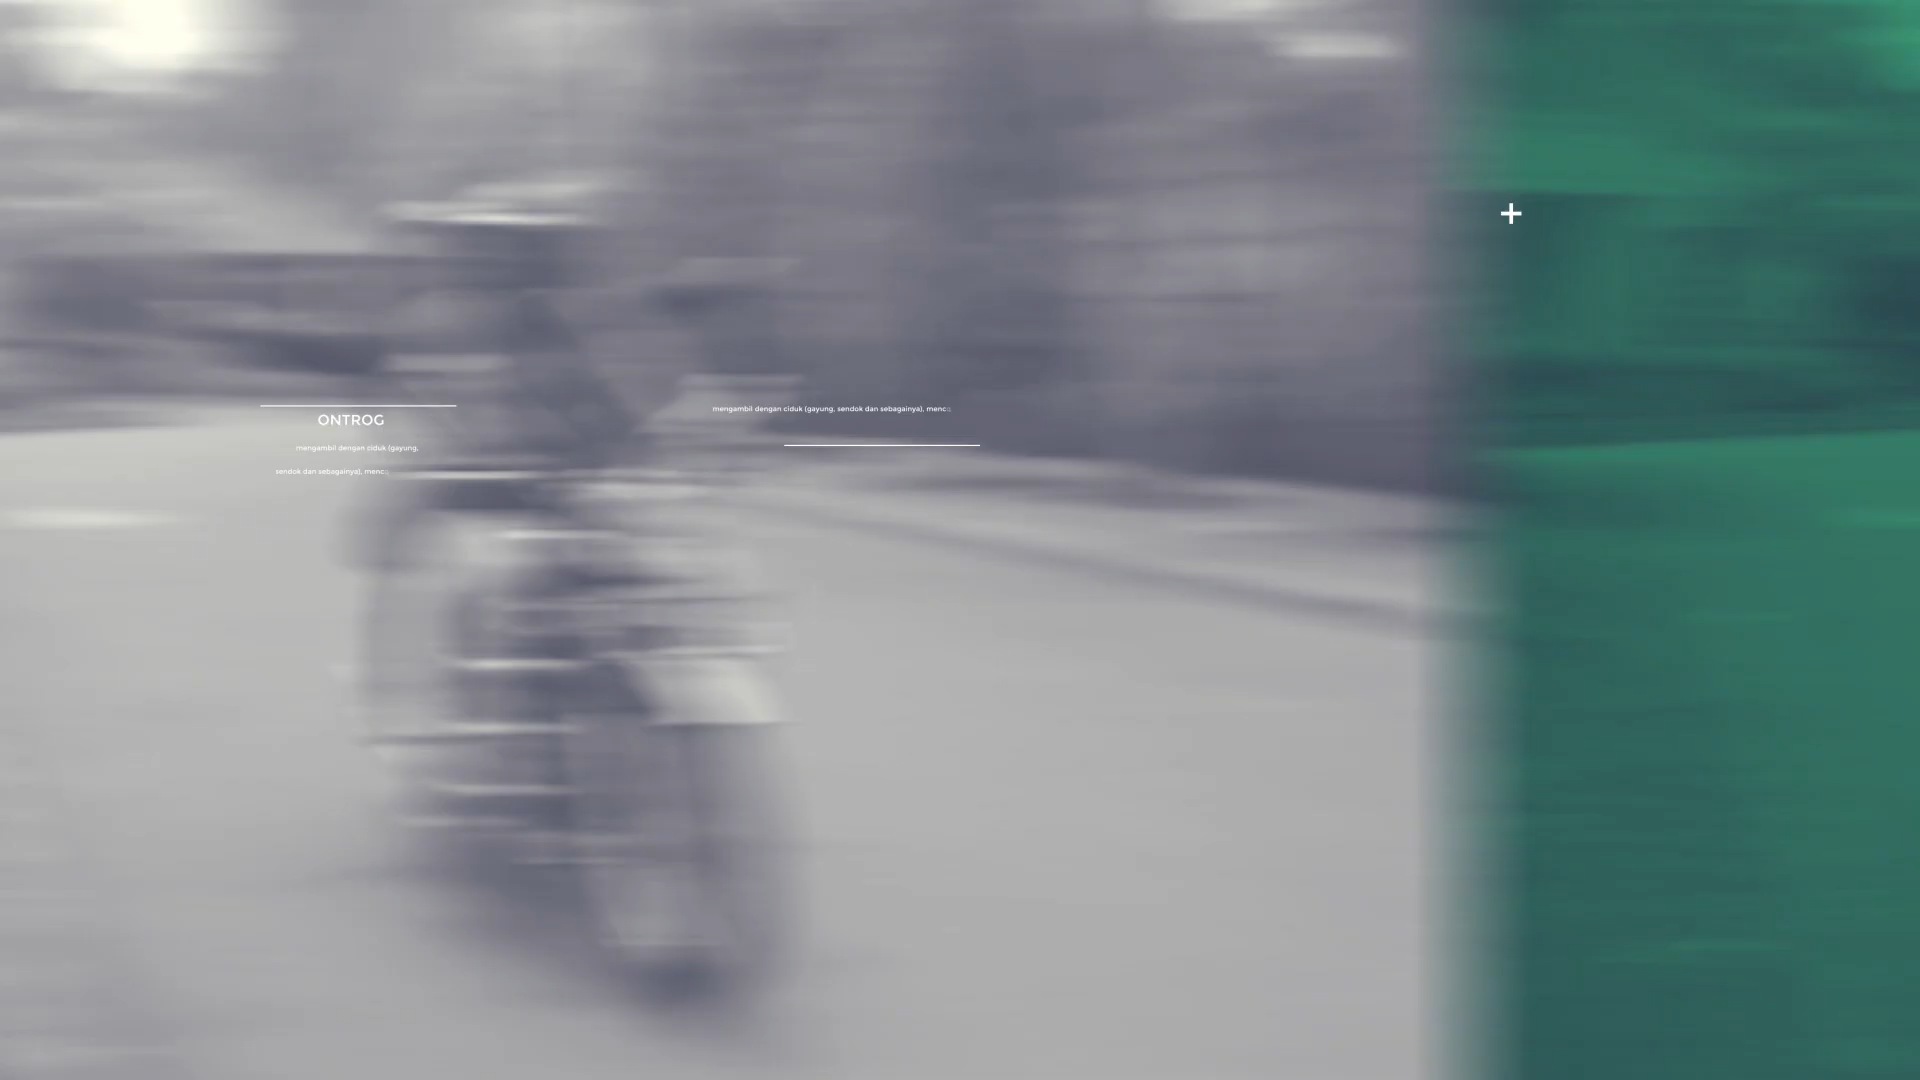 ONTROG
mengambil dengan ciduk (gayung,
sendok dan sebagainya), menc
mengambil dengan ciduk (gayung, sendok dan sebagainya), menc